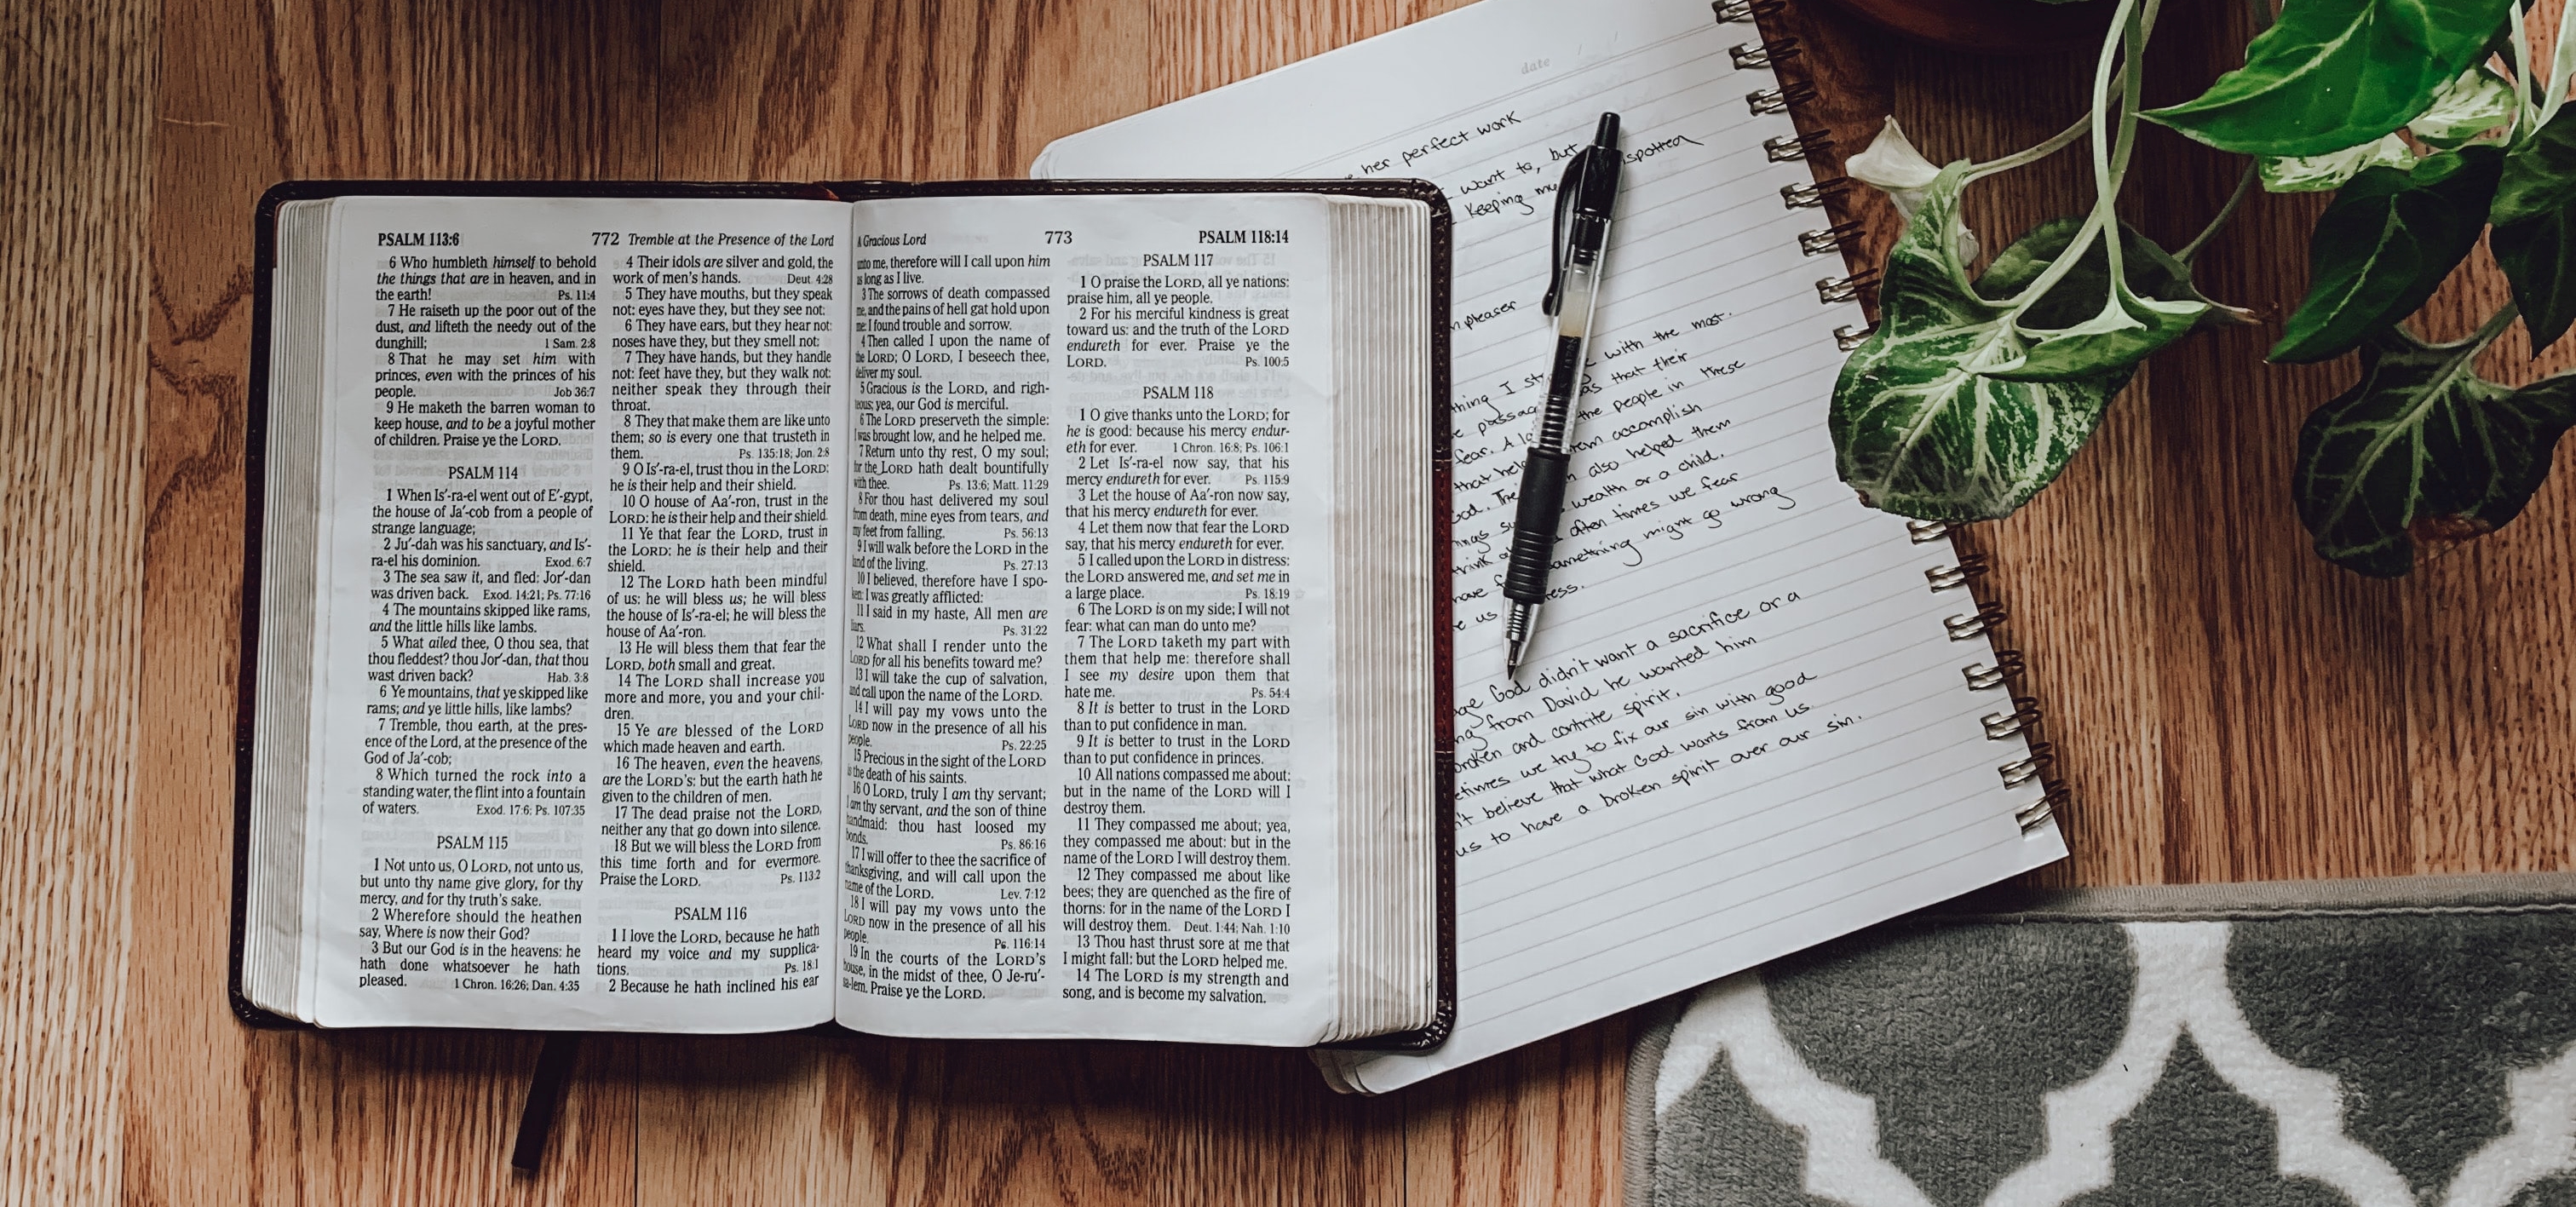 PSALM 113:6
772 Tremble at the Presence of the Lord
6 Who humbleth himself to behold
the things that are in heaven, and in
the earth! Ps. 11:4
7 He raiseth up the poor out of the
dust, and lifteth the needy out of the
dunghill; 1 Sam. 2:8
8 That he may set him with
princes, even with the princes of his
people. Job 36:7
9 He maketh the barren woman to
keep house, and to be a joyful mother
of children. Praise ye the LORD.
PSALM 114
1 When Is′-ra-el went out of E′-gypt,
the house of Ja′-cob from a people of
strange language;
2 Ju′-dah was his sanctuary, and Is′-
ra-el his dominion. Exod. 6:7
3 The sea saw it, and fled: Jor′-dan
was driven back. Exod. 14:21; Ps. 77:16
4 The mountains skipped like rams,
and the little hills like lambs.
5 What ailed thee, O thou sea, that
thou fleddest? thou Jor′-dan, that thou
wast driven back? Hab. 3:8
6 Ye mountains, that ye skipped like
rams; and ye little hills, like lambs?
7 Tremble, thou earth, at the pres-
ence of the Lord, at the presence of the
God of Ja′-cob;
8 Which turned the rock into a
standing water, the flint into a fountain
of waters. Exod. 17:6; Ps. 107:35
PSALM 115
1 Not unto us, O LORD, not unto us,
but unto thy name give glory, for thy
mercy, and for thy truth's sake.
2 Wherefore should the heathen
say, Where is now their God?
3 But our God is in the heavens: he
hath done whatsoever he hath
pleased. 1 Chron. 16:26; Dan. 4:35
4 Their idols are silver and gold, the
work of men's hands. Deut. 4:28
5 They have mouths, but they speak
not: eyes have they, but they see not:
6 They have ears, but they hear not:
noses have they, but they smell not:
7 They have hands, but they handle
not: feet have they, but they walk not:
neither speak they through their
throat.
8 They that make them are like unto
them; so is every one that trusteth in
them. Ps. 135:18; Jon. 2:8
9 O Is′-ra-el, trust thou in the LORD:
he is their help and their shield.
10 O house of Aa′-ron, trust in the
LORD: he is their help and their shield.
11 Ye that fear the LORD, trust in
the LORD: he is their help and their
shield.
12 The LORD hath been mindful
of us: he will bless us; he will bless
the house of Is′-ra-el; he will bless the
house of Aa′-ron.
13 He will bless them that fear the
LORD, both small and great.
14 The LORD shall increase you
more and more, you and your chil-
dren.
15 Ye are blessed of the LORD
which made heaven and earth.
16 The heaven, even the heavens,
are the LORD's: but the earth hath he
given to the children of men.
17 The dead praise not the LORD,
neither any that go down into silence.
18 But we will bless the LORD from
this time forth and for evermore.
Praise the LORD. Ps. 113:2
PSALM 116
1 I love the LORD, because he hath
heard my voice and my supplica-
tions. Ps. 18:1
2 Because he hath inclined his ear
A Gracious Lord
773
PSALM 118:14
unto me, therefore will I call upon him
as long as I live.
3 The sorrows of death compassed
me, and the pains of hell gat hold upon
me: I found trouble and sorrow.
4 Then called I upon the name of
the LORD; O LORD, I beseech thee,
deliver my soul.
5 Gracious is the LORD, and righ-
teous; yea, our God is merciful.
6 The LORD preserveth the simple:
I was brought low, and he helped me.
7 Return unto thy rest, O my soul;
for the LORD hath dealt bountifully
with thee. Ps. 13:6; Matt. 11:29
8 For thou hast delivered my soul
from death, mine eyes from tears, and
my feet from falling. Ps. 56:13
9 I will walk before the LORD in the
land of the living. Ps. 27:13
10 I believed, therefore have I spo-
ken: I was greatly afflicted:
11 I said in my haste, All men are
liars. Ps. 31:22
12 What shall I render unto the
LORD for all his benefits toward me?
13 I will take the cup of salvation,
and call upon the name of the LORD.
14 I will pay my vows unto the
LORD now in the presence of all his
people. Ps. 22:25
15 Precious in the sight of the LORD
is the death of his saints.
16 O LORD, truly I am thy servant;
I am thy servant, and the son of thine
handmaid: thou hast loosed my
bonds. Ps. 86:16
17 I will offer to thee the sacrifice of
thanksgiving, and will call upon the
name of the LORD. Lev. 7:12
18 I will pay my vows unto the
LORD now in the presence of all his
people. Ps. 116:14
19 In the courts of the LORD's
house, in the midst of thee, O Je-ru′-
sa-lem. Praise ye the LORD.
PSALM 117
1 O praise the LORD, all ye nations:
praise him, all ye people.
2 For his merciful kindness is great
toward us: and the truth of the LORD
endureth for ever. Praise ye the
LORD. Ps. 100:5
PSALM 118
1 O give thanks unto the LORD; for
he is good: because his mercy endur-
eth for ever. 1 Chron. 16:8; Ps. 106:1
2 Let Is′-ra-el now say, that his
mercy endureth for ever. Ps. 115:9
3 Let the house of Aa′-ron now say,
that his mercy endureth for ever.
4 Let them now that fear the LORD
say, that his mercy endureth for ever.
5 I called upon the LORD in distress:
the LORD answered me, and set me in
a large place. Ps. 18:19
6 The LORD is on my side; I will not
fear: what can man do unto me?
7 The LORD taketh my part with
them that help me: therefore shall
I see my desire upon them that
hate me. Ps. 54:4
8 It is better to trust in the LORD
than to put confidence in man.
9 It is better to trust in the LORD
than to put confidence in princes.
10 All nations compassed me about:
but in the name of the LORD will I
destroy them.
11 They compassed me about; yea,
they compassed me about: but in the
name of the LORD I will destroy them.
12 They compassed me about like
bees; they are quenched as the fire of
thorns: for in the name of the LORD I
will destroy them. Deut. 1:44; Nah. 1:10
13 Thou hast thrust sore at me that
I might fall: but the LORD helped me.
14 The LORD is my strength and
song, and is become my salvation.
date
her perfect work
want to, but spotted
keeping
pleaser
thing I with the most.
that their
the people in these
fear. A
that accomplish
God. also helped them
wealth or a child.
think often times we fear
have something might go wrong
us
God didn't want a sacrifice or a
from David he wanted him
broken and contrite spirit.
we try to fix our sin with good
believe that what God wants from us
us to have a broken spirit over our sin.